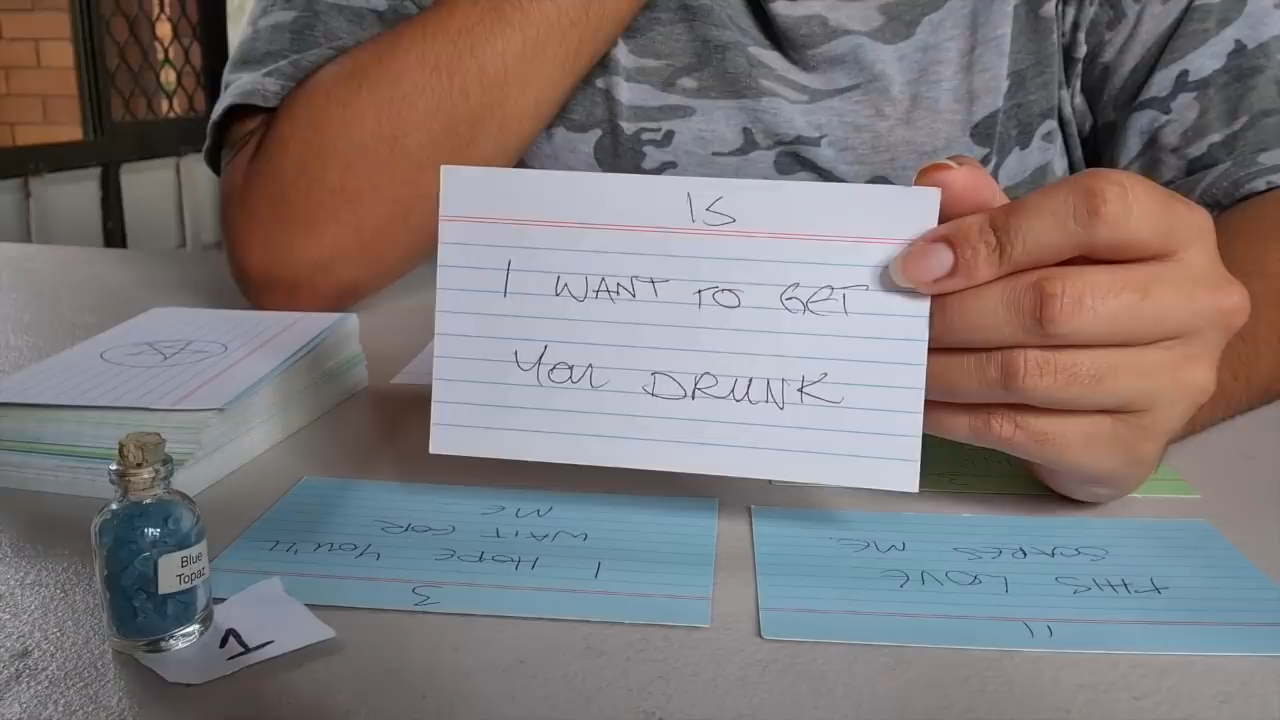 15
I WANT TO GET
YOU DRUNK
3
I HOPE YOU'LL
WAIT FOR
ME
11
THIS LOVE
SCARES ME.
Blue
Topaz
1